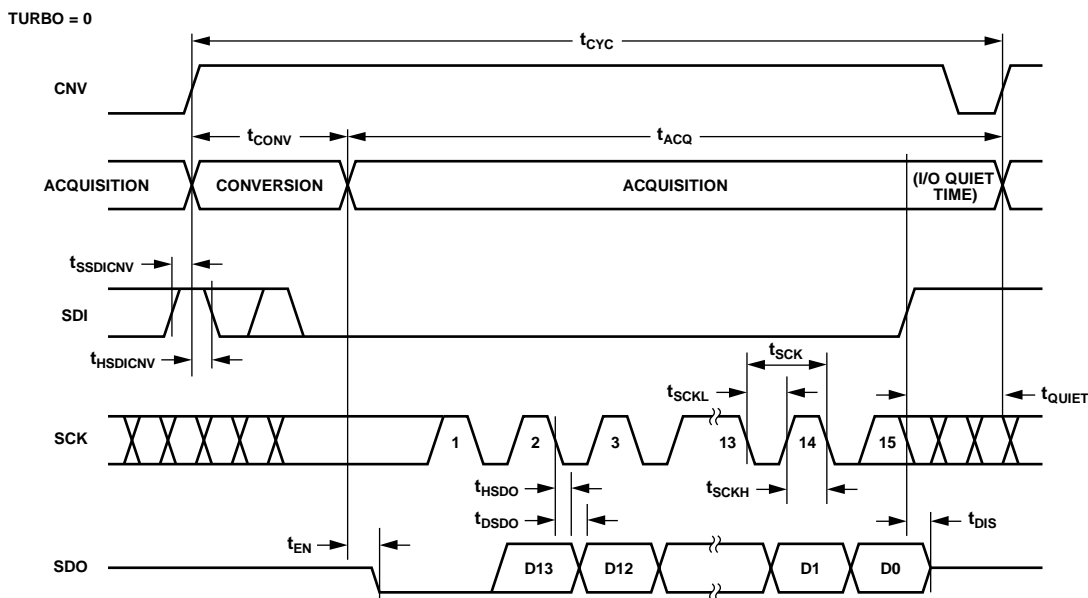 TURBO = 0
tCYC
CNV
tCONV
tACQ
ACQUISITION
CONVERSION
ACQUISITION
(I/O QUIET
TIME)
tSSDICNV
SDI
tHSDICNV
tSCK
tSCKL
tQUIET
SCK
1
2
3
13
14
15
tHSDO
tSCKH
tDSDO
tDIS
tEN
SDO
D13
D12
D1
D0